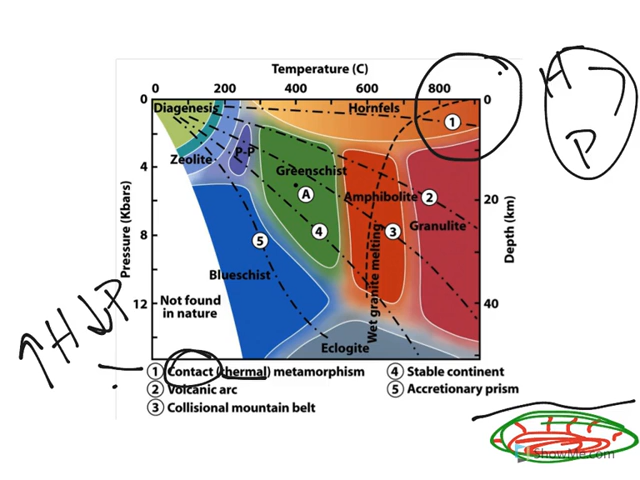 Temperature (C)
0 200 400 600 800
0 Diagenesis Hornfels 0
1
H
P
Zeolite P-P
4 Greenschist
A Amphibolite 2 20
Granulite
4 3
8 5
Pressure (Kbars)
Depth (km)
Wet granite melting
Blueschist
12 Not found
in nature
40
Eclogite
↑H ↓P
1 Contact (thermal) metamorphism
2 Volcanic arc
3 Collisional mountain belt
4 Stable continent
5 Accretionary prism
ShowMe.com